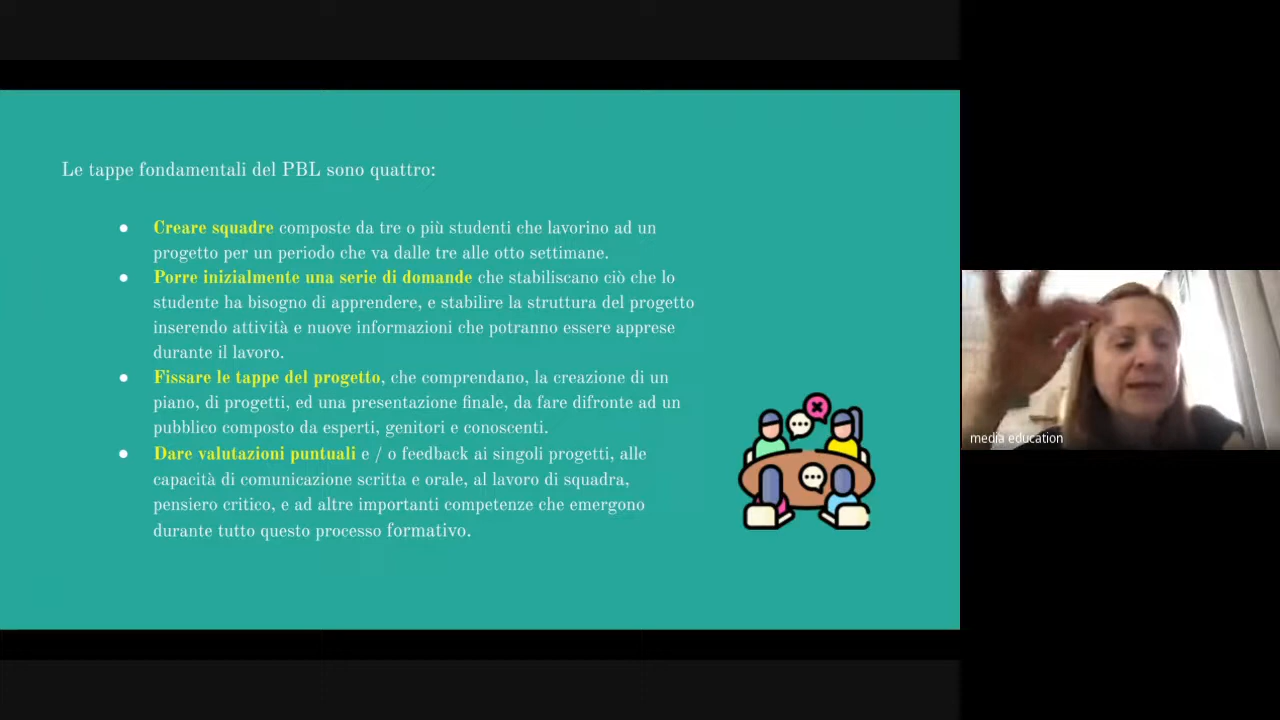 Le tappe fondamentali del PBL sono quattro:
● Creare squadre composte da tre o più studenti che lavorino ad un
progetto per un periodo che va dalle tre alle otto settimane.
● Porre inizialmente una serie di domande che stabiliscano ciò che lo
studente ha bisogno di apprendere, e stabilire la struttura del progetto
inserendo attività e nuove informazioni che potranno essere apprese
durante il lavoro.
● Fissare le tappe del progetto, che comprendano, la creazione di un
piano, di progetti, ed una presentazione finale, da fare difronte ad un
pubblico composto da esperti, genitori e conoscenti.
● Dare valutazioni puntuali e / o feedback ai singoli progetti, alle
capacità di comunicazione scritta e orale, al lavoro di squadra,
pensiero critico, e ad altre importanti competenze che emergono
durante tutto questo processo formativo.
media education